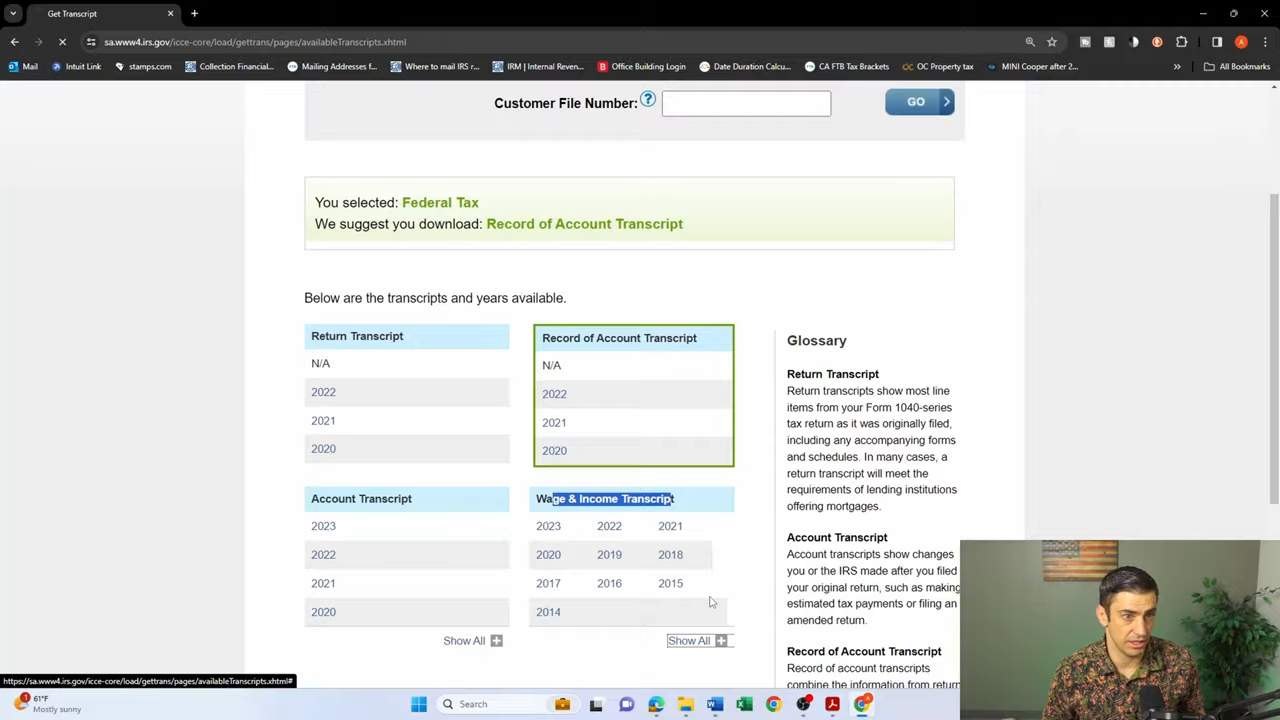 Get Transcript
sa.www4.irs.gov/icce-core/load/gettrans/pages/availableTranscripts.xhtml
Mail
Intuit Link
stamps.com
Collection Financial...
Mailing Addresses f...
Where to mail IRS r...
IRM | Internal Reven...
Office Building Login
Date Duration Calcu...
CA FTB Tax Brackets
OC Property tax
MINI Cooper after 2...
All Bookmarks
Customer File Number:
GO
You selected: Federal Tax
We suggest you download: Record of Account Transcript
Below are the transcripts and years available.
Return Transcript
N/A
2022
2021
2020
Record of Account Transcript
N/A
2022
2021
2020
Account Transcript
2023
2022
2021
2020
Show All
Wage & Income Transcript
2023 2022 2021
2020 2019 2018
2017 2016 2015
2014
Show All
Glossary
Return Transcript
Return transcripts show most line
items from your Form 1040-series
tax return as it was originally filed,
including any accompanying forms
and schedules. In many cases, a
return transcript will meet the
requirements of lending institutions
offering mortgages.
Account Transcript
Account transcripts show changes
you or the IRS made after you filed
your original return, such as making
estimated tax payments or filing an
amended return.
Record of Account Transcript
Record of account transcripts
combine the information from return
https://sa.www4.irs.gov/icce-core/load/gettrans/pages/availableTranscripts.xhtml#
61°F
Mostly sunny
Search